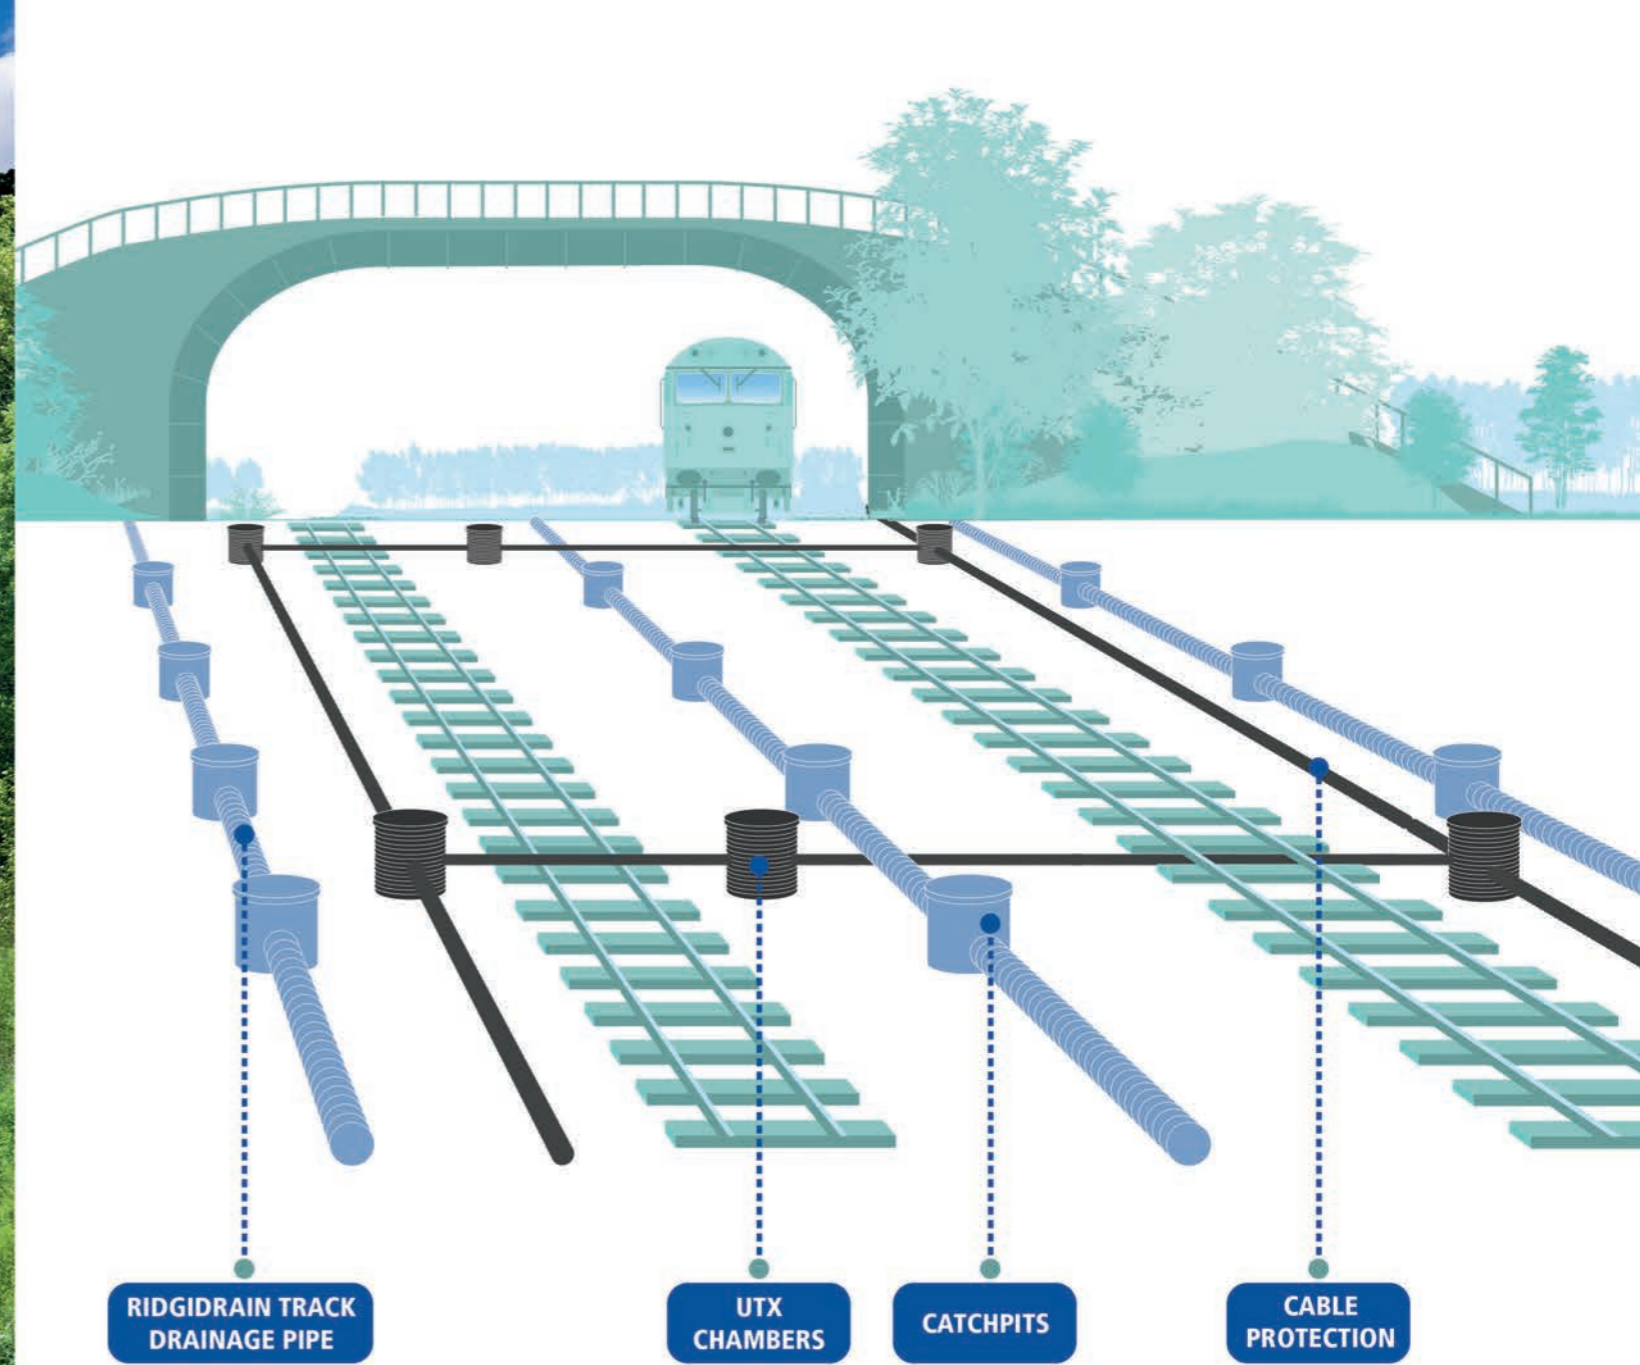 RIDGIDRAIN TRACK
DRAINAGE PIPE
UTX
CHAMBERS
CATCHPITS
CABLE
PROTECTION